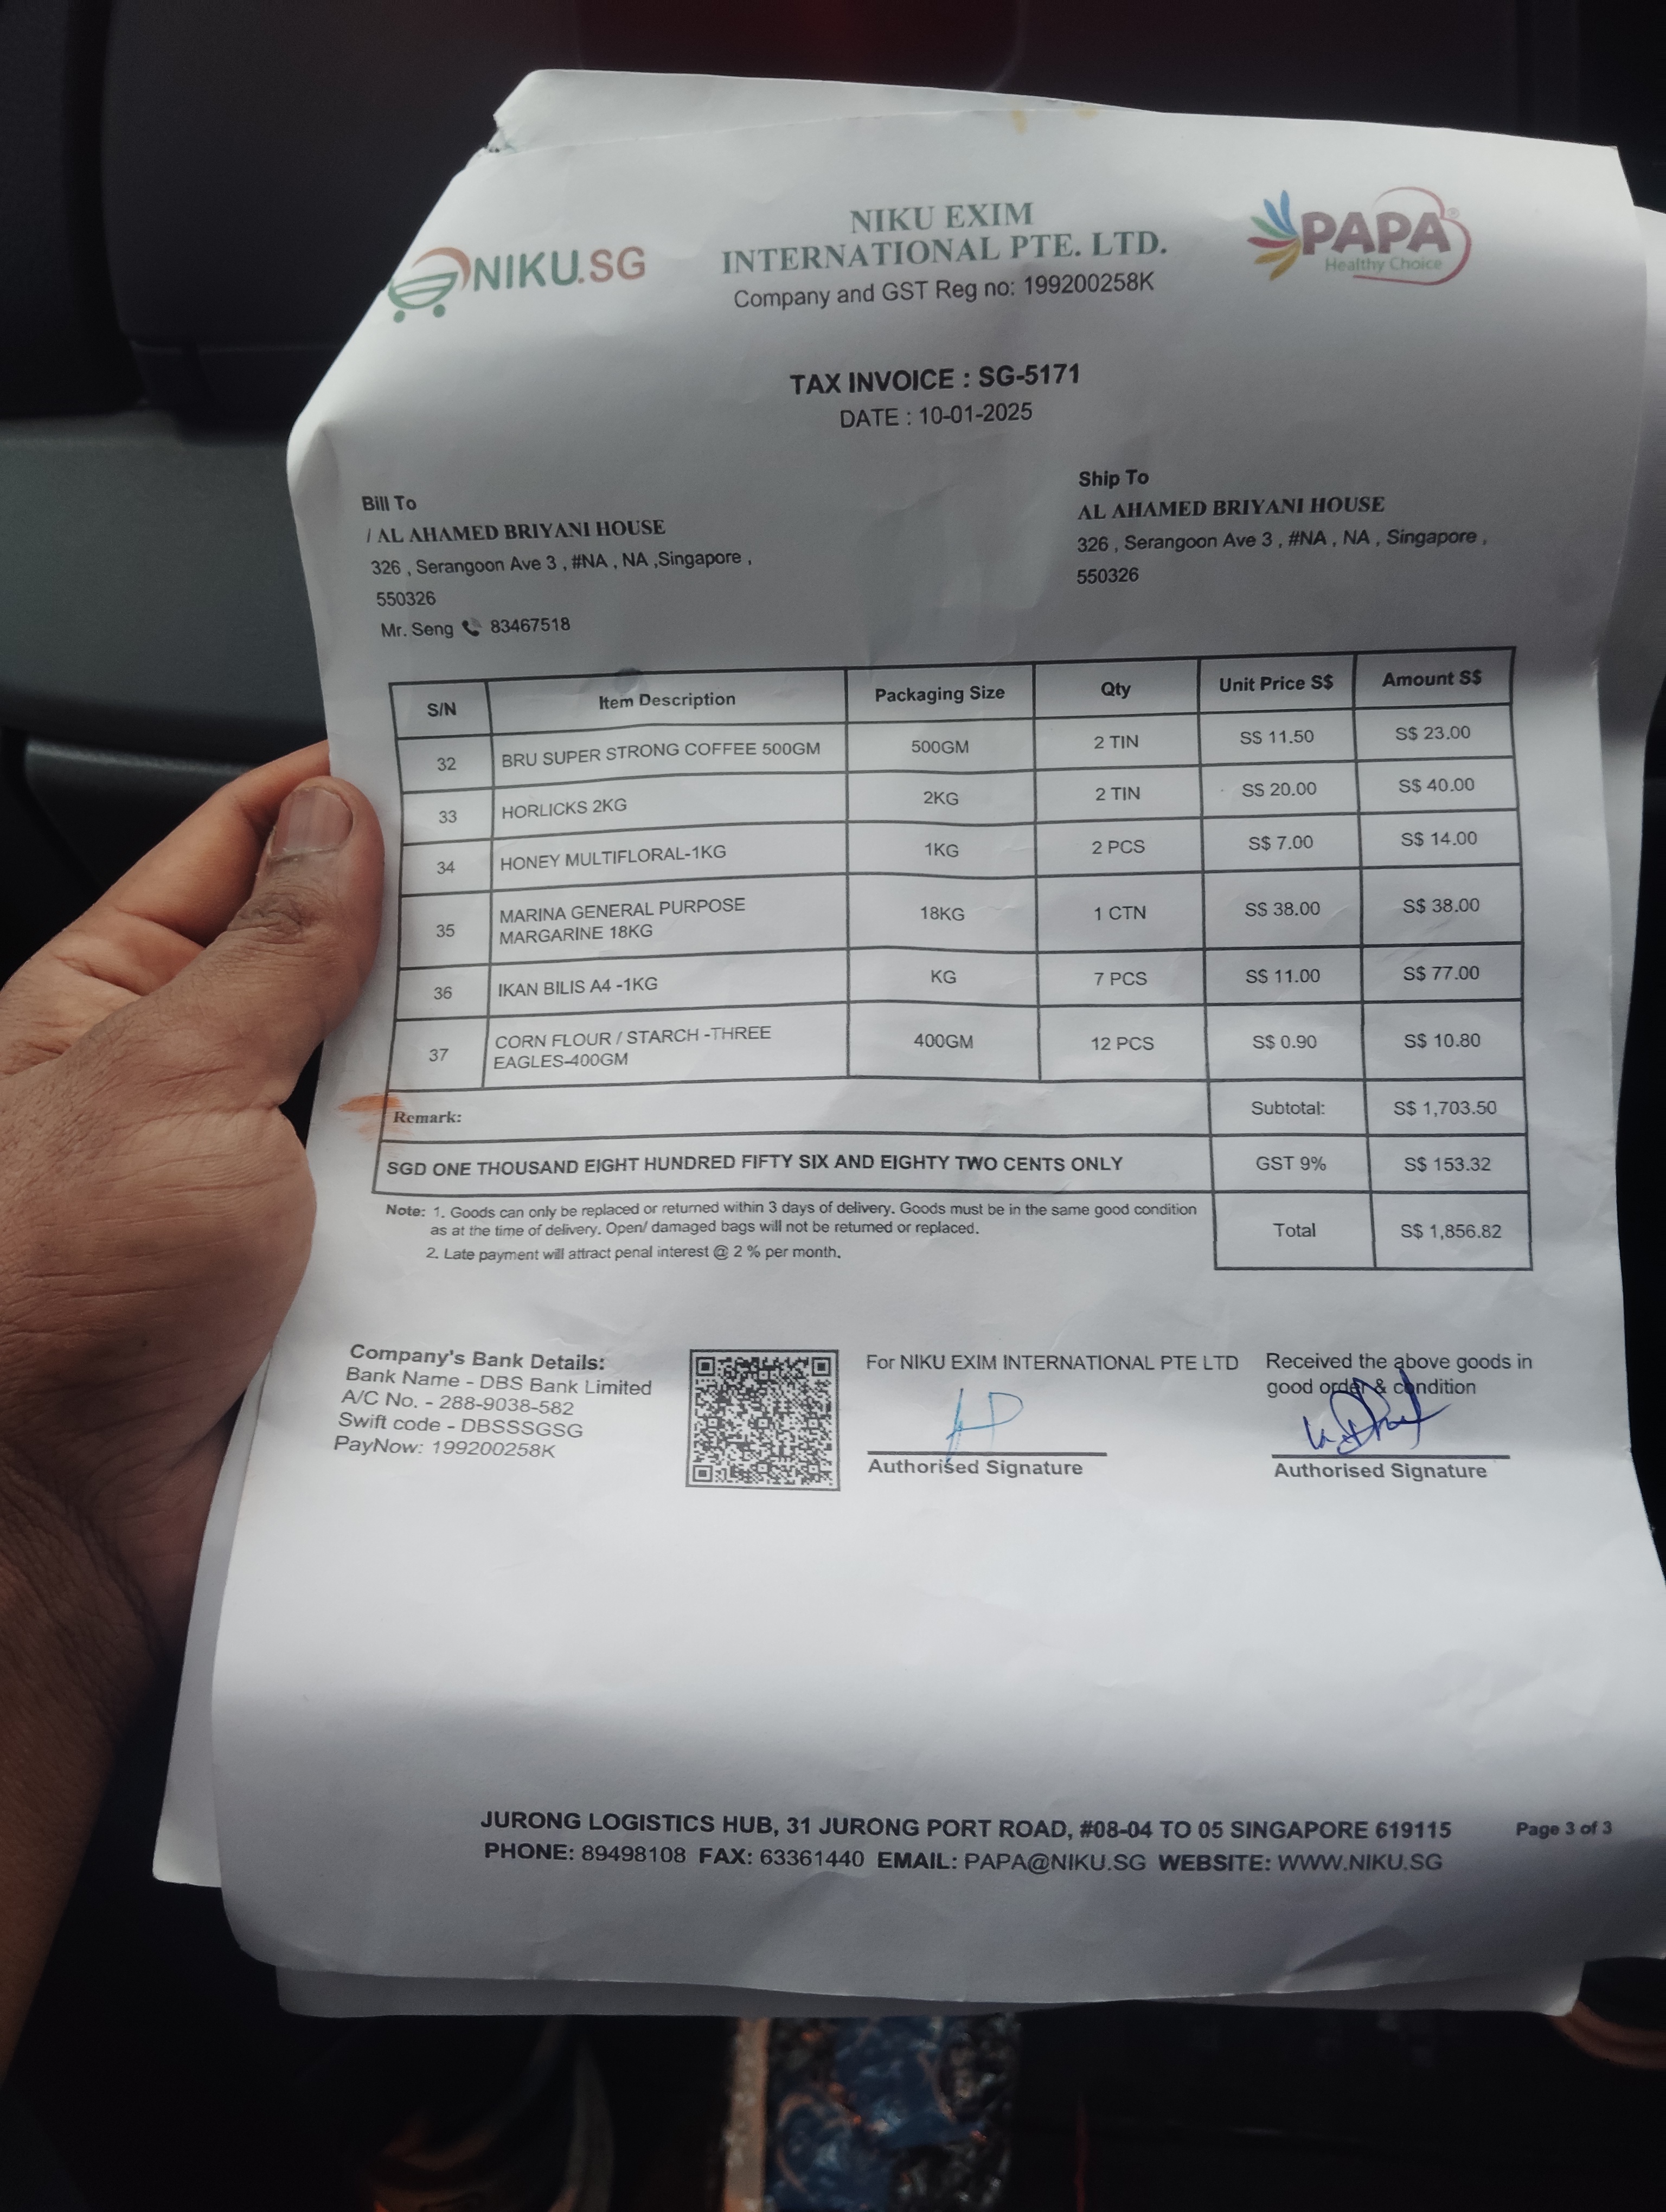 NIKU.SG
NIKU EXIM
INTERNATIONAL PTE. LTD.
Company and GST Reg no: 199200258K
PAPA®
Healthy Choice
TAX INVOICE : SG-5171
DATE : 10-01-2025
Bill To
/ AL AHAMED BRIYANI HOUSE
326 , Serangoon Ave 3 , #NA , NA ,Singapore ,
550326
Mr. Seng 83467518
Ship To
AL AHAMED BRIYANI HOUSE
326 , Serangoon Ave 3 , #NA , NA , Singapore ,
550326
S/N Item Description Packaging Size Qty Unit Price S$ Amount S$
32 BRU SUPER STRONG COFFEE 500GM 500GM 2 TIN S$ 11.50 S$ 23.00
33 HORLICKS 2KG 2KG 2 TIN S$ 20.00 S$ 40.00
34 HONEY MULTIFLORAL-1KG 1KG 2 PCS S$ 7.00 S$ 14.00
35 MARINA GENERAL PURPOSE
MARGARINE 18KG 18KG 1 CTN S$ 38.00 S$ 38.00
36 IKAN BILIS A4 -1KG KG 7 PCS S$ 11.00 S$ 77.00
37 CORN FLOUR / STARCH -THREE
EAGLES-400GM 400GM 12 PCS S$ 0.90 S$ 10.80
Remark: Subtotal: S$ 1,703.50
SGD ONE THOUSAND EIGHT HUNDRED FIFTY SIX AND EIGHTY TWO CENTS ONLY GST 9% S$ 153.32
Total S$ 1,856.82
Note: 1. Goods can only be replaced or returned within 3 days of delivery. Goods must be in the same good condition
as at the time of delivery. Open/ damaged bags will not be returned or replaced.
2. Late payment will attract penal interest @ 2 % per month.
Company's Bank Details:
Bank Name - DBS Bank Limited
A/C No. - 288-9038-582
Swift code - DBSSSGSG
PayNow: 199200258K
For NIKU EXIM INTERNATIONAL PTE LTD
Authorised Signature
Received the above goods in
good order & condition
Authorised Signature
JURONG LOGISTICS HUB, 31 JURONG PORT ROAD, #08-04 TO 05 SINGAPORE 619115
PHONE: 89498108 FAX: 63361440 EMAIL: PAPA@NIKU.SG WEBSITE: WWW.NIKU.SG
Page 3 of 3